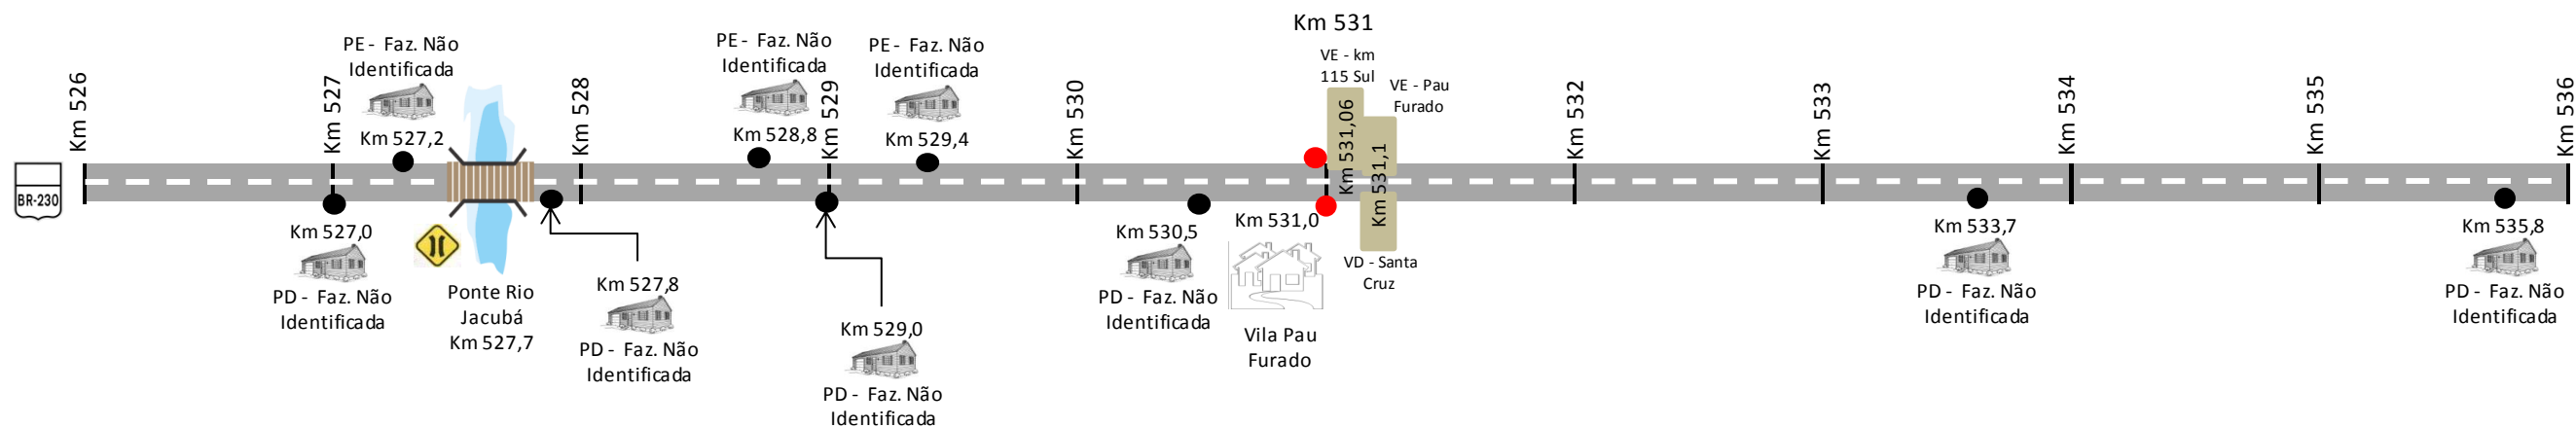 Km 531
PE - Faz. Não
Identificada
Km 527,2
PE - Faz. Não
Identificada
Km 528,8
PE - Faz. Não
Identificada
Km 529,4
VE - km
115 Sul
VE - Pau
Furado
Km 526
Km 527
Km 528
Km 529
Km 530
Km 531,06
Km 531,1
Km 532
Km 533
Km 534
Km 535
Km 536
BR-230
Km 527,0
PD - Faz. Não
Identificada
Ponte Rio
Jacubá
Km 527,7
Km 527,8
PD - Faz. Não
Identificada
Km 529,0
PD - Faz. Não
Identificada
Km 530,5
PD - Faz. Não
Identificada
Km 531,0
Vila Pau
Furado
VD - Santa
Cruz
Km 533,7
PD - Faz. Não
Identificada
Km 535,8
PD - Faz. Não
Identificada